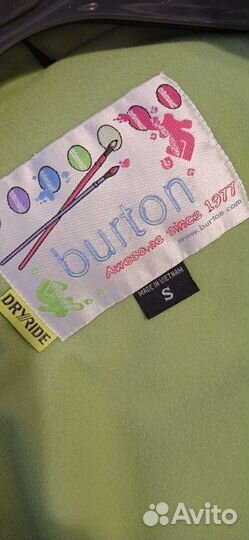 burton
Awesome since 1977
www.burton.com
DRYRIDE
MADE IN VIETNAM
S
Avito